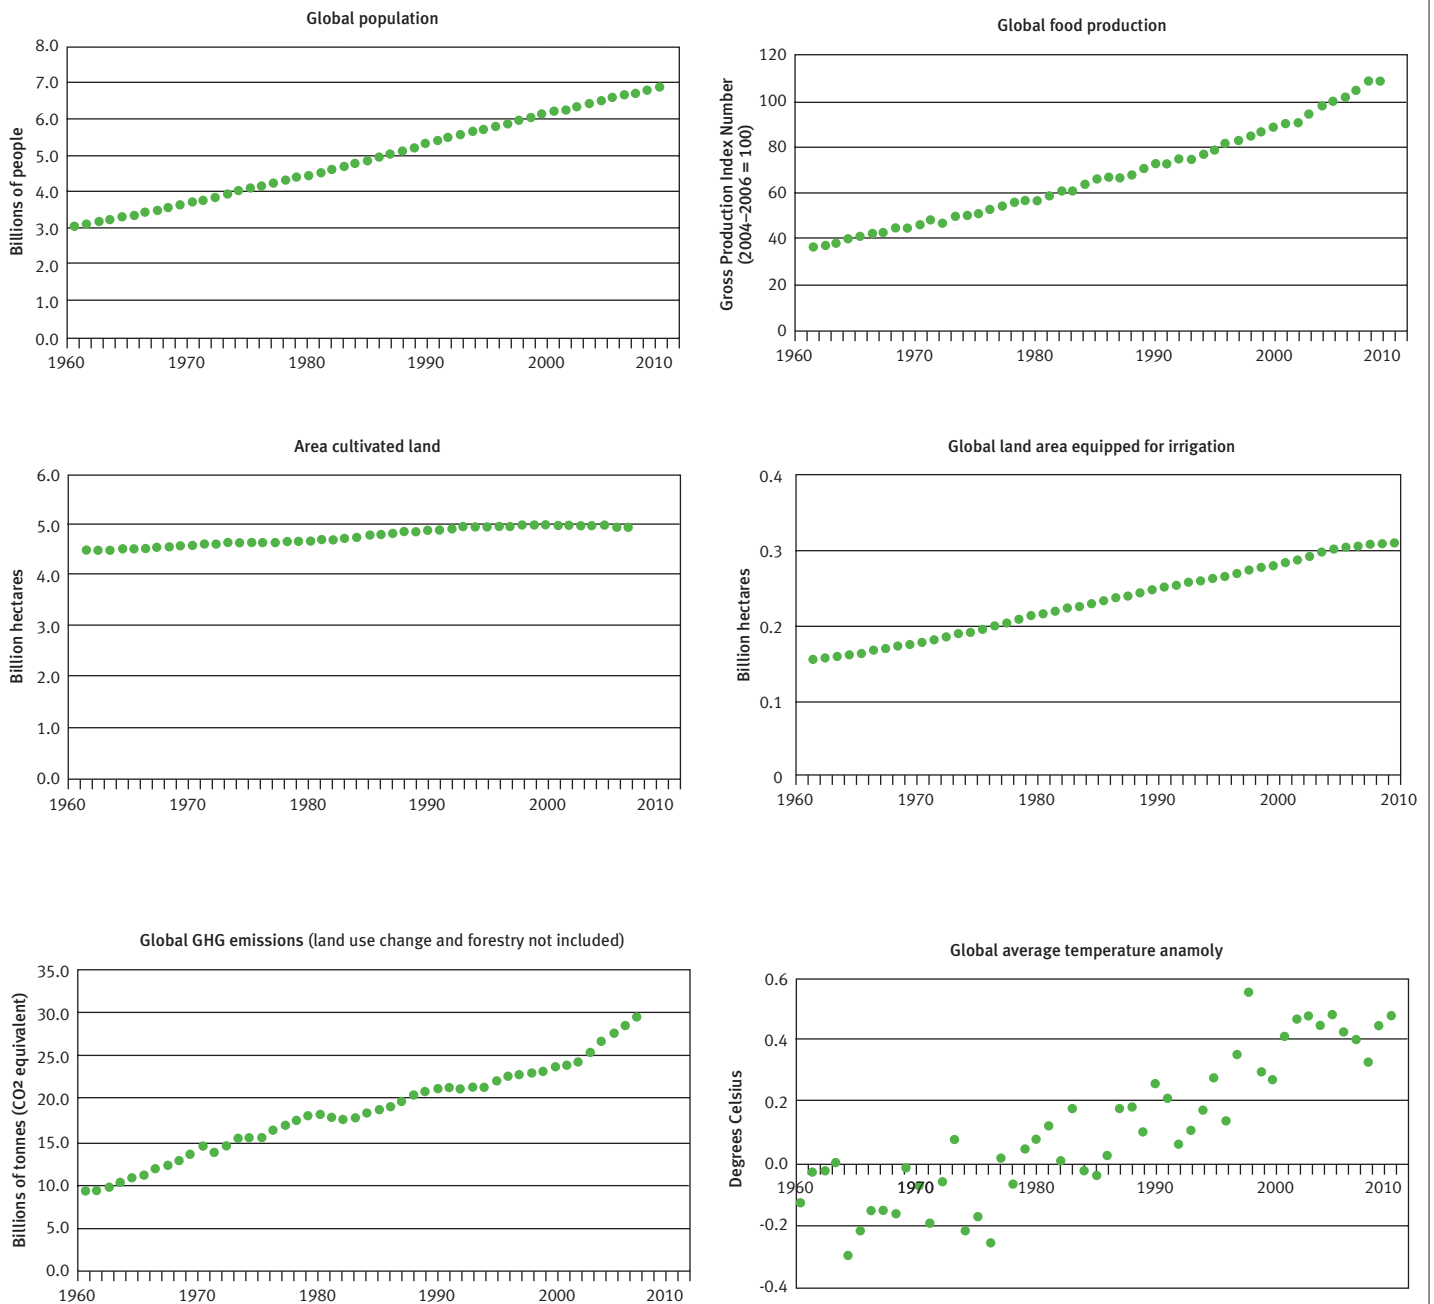 Global population
Billions of people
8.0
7.0
6.0
5.0
4.0
3.0
2.0
1.0
0.0
1960 1970 1980 1990 2000 2010
Global food production
Gross Production Index Number
(2004–2006 = 100)
120
100
80
60
40
20
0
1960 1970 1980 1990 2000 2010
Area cultivated land
Billion hectares
6.0
5.0
4.0
3.0
2.0
1.0
0.0
1960 1970 1980 1990 2000 2010
Global land area equipped for irrigation
Billion hectares
0.4
0.3
0.2
0.1
0
1960 1970 1980 1990 2000 2010
Global GHG emissions (land use change and forestry not included)
Billions of tonnes (CO2 equivalent)
35.0
30.0
25.0
20.0
15.0
10.0
5.0
0.0
1960 1970 1980 1990 2000 2010
Global average temperature anamoly
Degrees Celsius
0.6
0.4
0.2
0.0
1960 1970 1980 1990 2000 2010
-0.2
-0.4